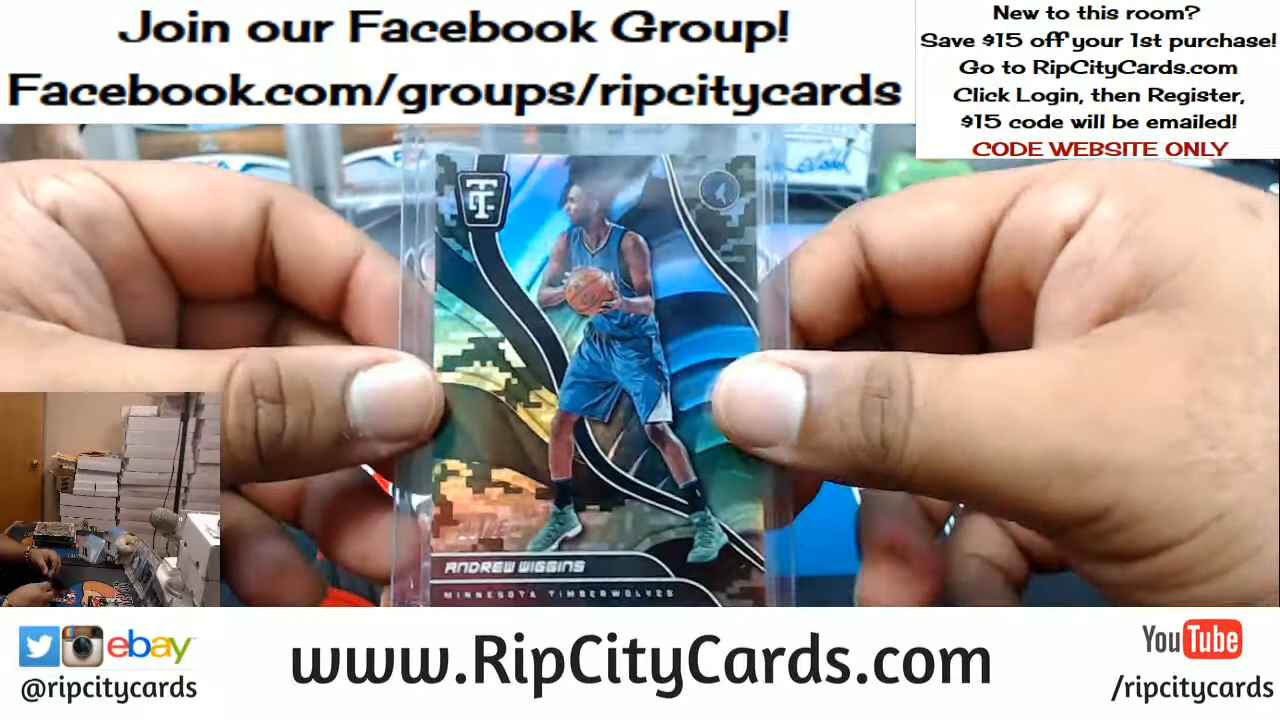 Join our Facebook Group!
Facebook.com/groups/ripcitycards
New to this room?
Save $15 off your 1st purchase!
Go to RipCityCards.com
Click Login, then Register,
$15 code will be emailed!
CODE WEBSITE ONLY
ANDREW WIGGINS
MINNESOTA TIMBERWOLVES
ebay
@ripcitycards
www.RipCityCards.com
YouTube
/ripcitycards